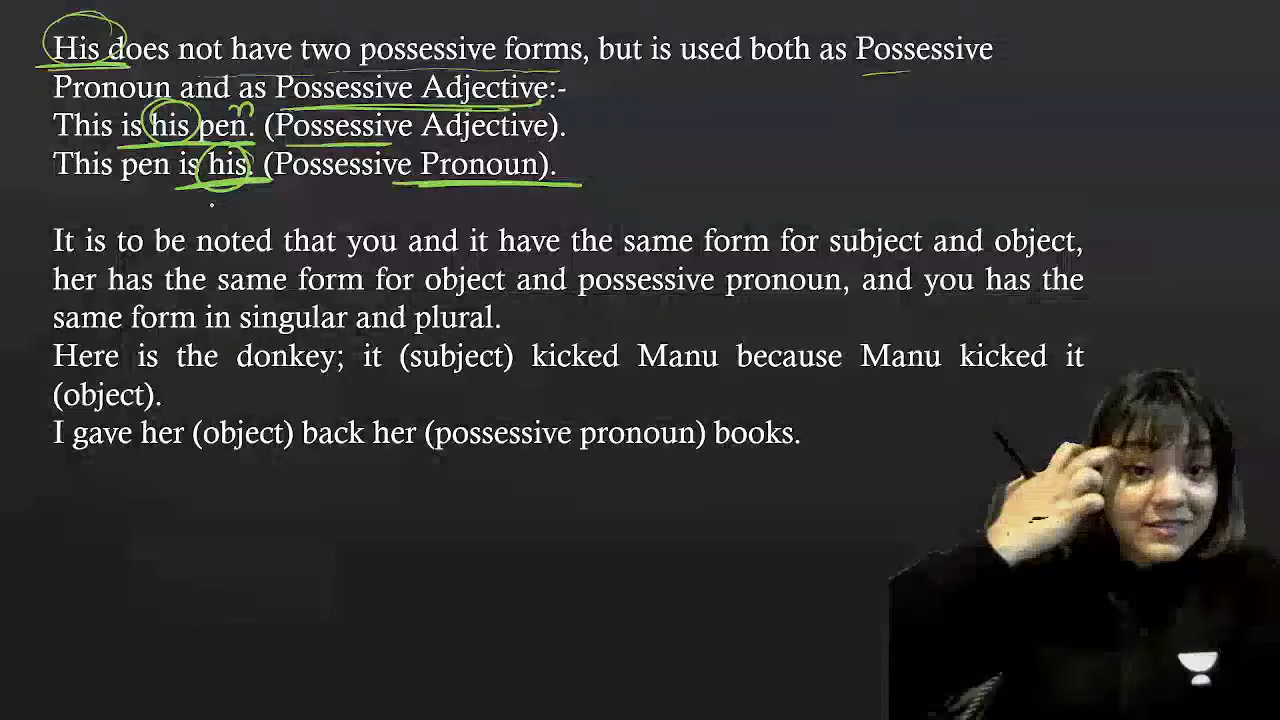 His does not have two possessive forms, but is used both as Possessive
Pronoun and as Possessive Adjective:-
This is his pen. (Possessive Adjective).
This pen is his. (Possessive Pronoun).
It is to be noted that you and it have the same form for subject and object,
her has the same form for object and possessive pronoun, and you has the
same form in singular and plural.
Here is the donkey; it (subject) kicked Manu because Manu kicked it
(object).
I gave her (object) back her (possessive pronoun) books.